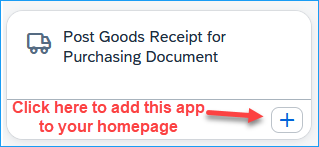 Post Goods Receipt for
Purchasing Document
Click here to add this app
to your homepage